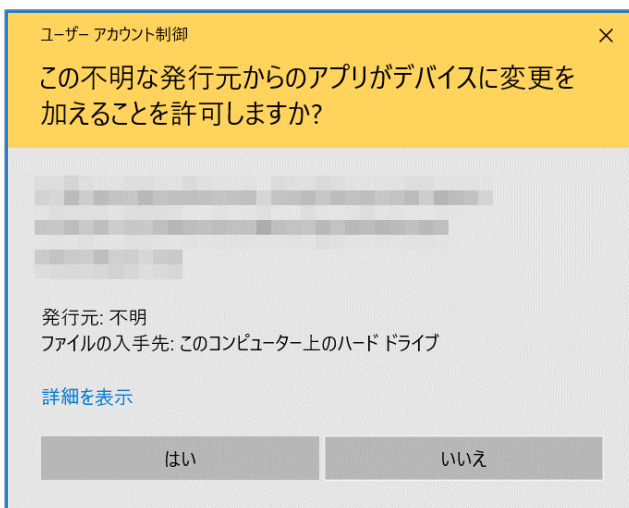 ユーザー アカウント制御
この不明な発行元からのアプリがデバイスに変更を
加えることを許可しますか?
発行元: 不明
ファイルの入手先: このコンピューター上のハード ドライブ
詳細を表示
はい
いいえ